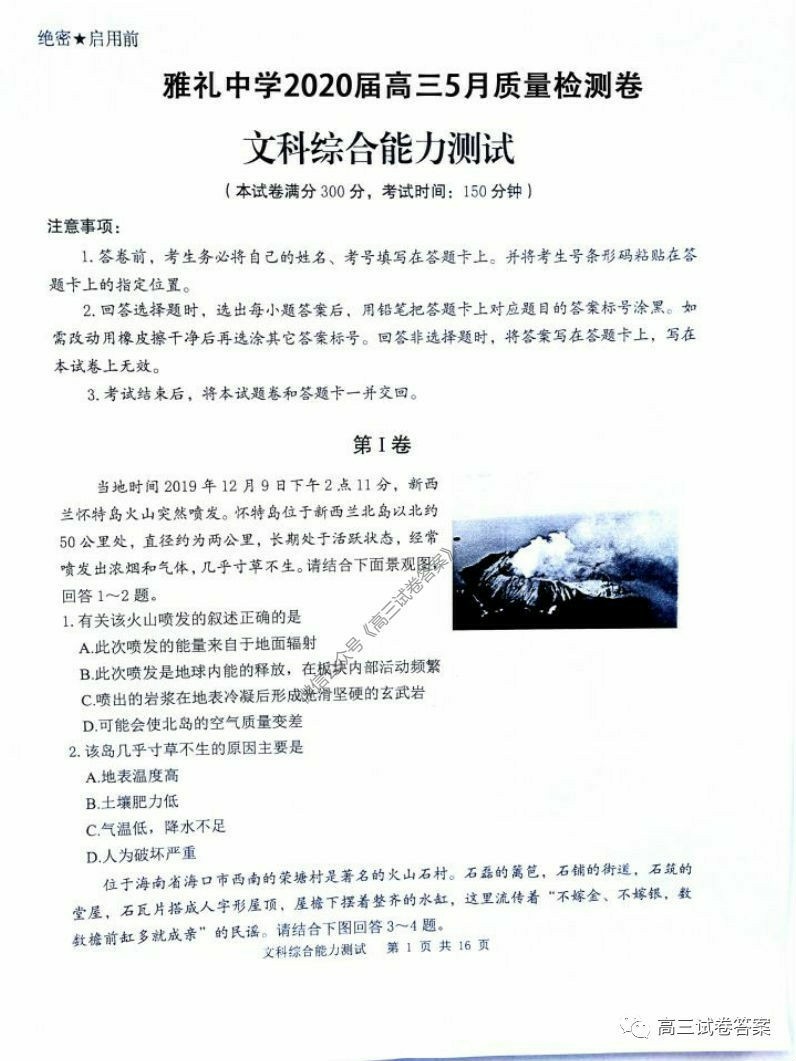 绝密★启用前
雅礼中学2020届高三5月质量检测卷
文科综合能力测试
（本试卷满分300分，考试时间：150分钟）
注意事项：
1.答卷前，考生务必将自己的姓名、考号填写在答题卡上。并将考生号条形码粘贴在答
题卡上的指定位置。
2.回答选择题时，选出每小题答案后，用铅笔把答题卡上对应题目的答案标号涂黑。如
需改动用橡皮擦干净后再选涂其它答案标号。回答非选择题时，将答案写在答题卡上，写在
本试卷上无效。
3.考试结束后，将本试题卷和答题卡一并交回。
第Ⅰ卷
当地时间2019年12月9日下午2点11分，新西
兰怀特岛火山突然喷发。怀特岛位于新西兰北岛以北约
50公里处，直径约为两公里，长期处于活跃状态，经常
喷发出浓烟和气体，几乎寸草不生。请结合下面景观图，
回答1～2题。
1.有关该火山喷发的叙述正确的是
A.此次喷发的能量来自于地面辐射
B.此次喷发是地球内能的释放，在板块内部活动频繁
C.喷出的岩浆在地表冷凝后形成光滑坚硬的玄武岩
D.可能会使北岛的空气质量变差
2.该岛几乎寸草不生的原因主要是
A.地表温度高
B.土壤肥力低
C.气温低，降水不足
D.人为破坏严重
位于海南省海口市西南的荣塘村是著名的火山石村。石磊的篱笆，石铺的街道，石筑的
堂屋，石瓦片搭成人字形屋顶，屋檐下摆着整齐的水缸，这里流传着“不嫁金、不嫁银，数
数檐前缸多就成亲”的民谣。请结合下图回答3～4题。
文科综合能力测试 第1页共16页
微信公众号《高三试卷答案》
高三试卷答案